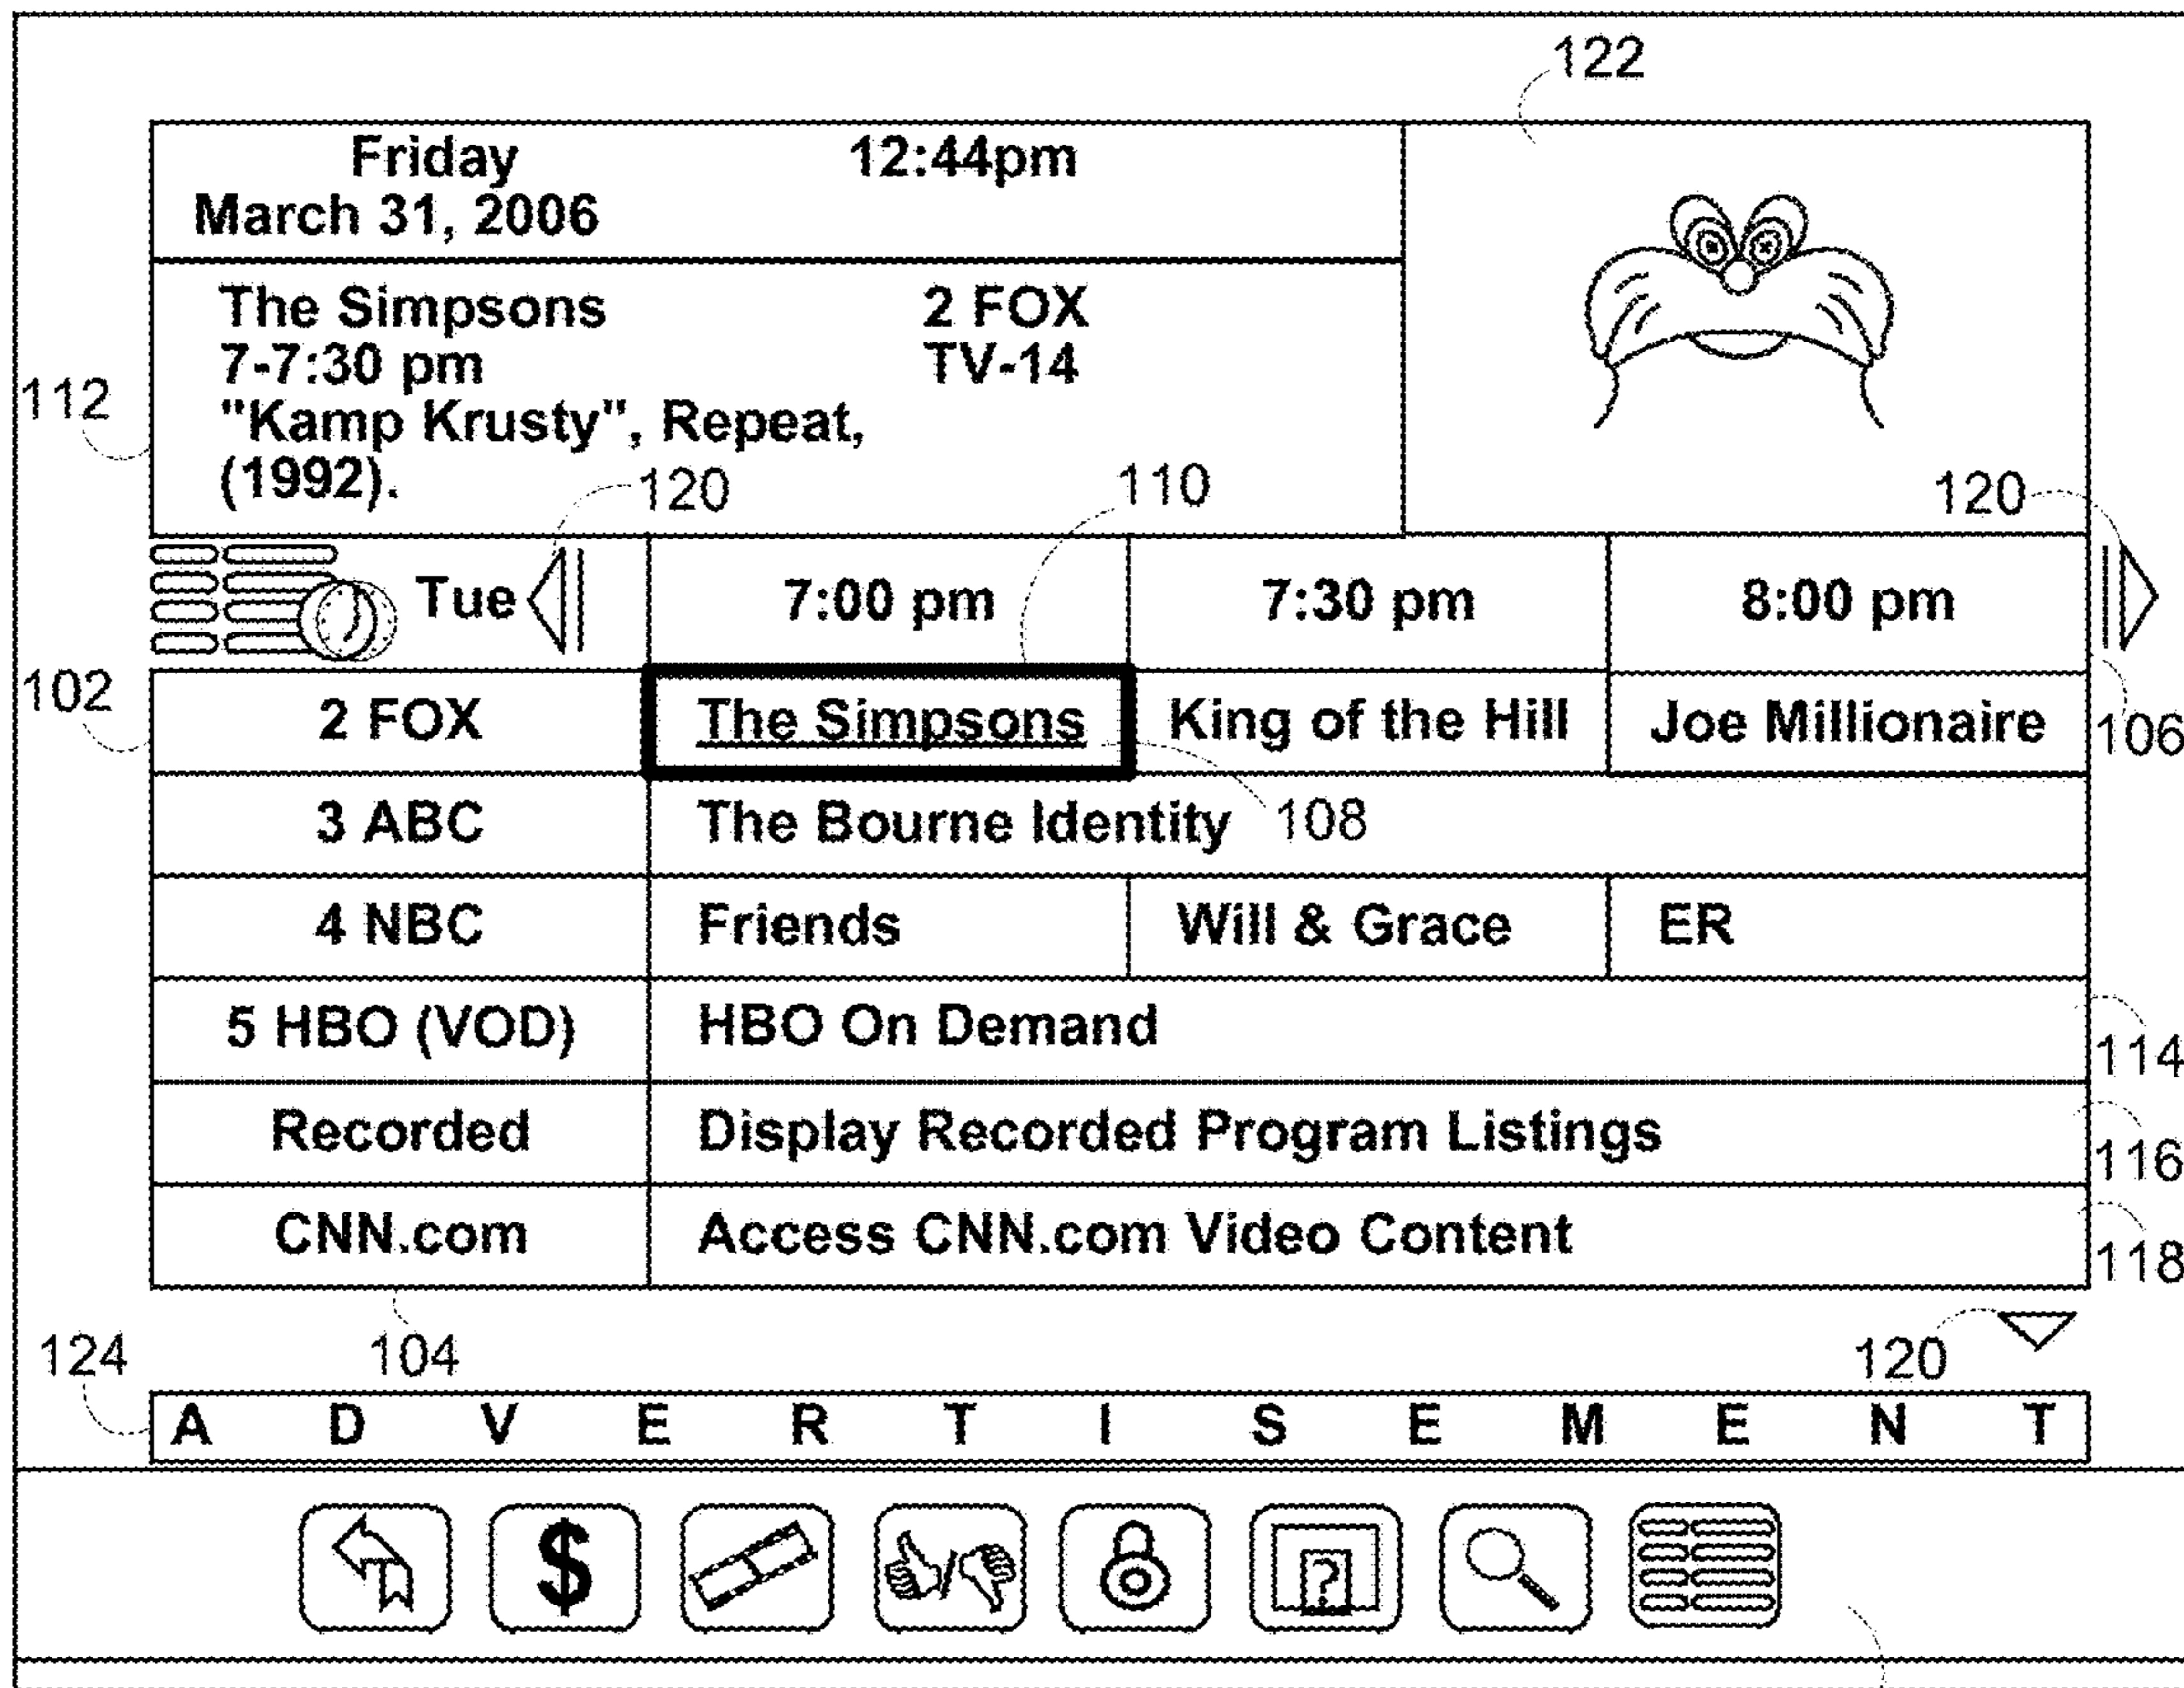 122
Friday 12:44pm
March 31, 2006
The Simpsons 2 FOX
7-7:30 pm TV-14
112
"Kamp Krusty", Repeat,
(1992).
120 110 120
Tue 7:00 pm 7:30 pm 8:00 pm
102
2 FOX The Simpsons King of the Hill Joe Millionaire
106
3 ABC The Bourne Identity 108
4 NBC Friends Will & Grace ER
5 HBO (VOD) HBO On Demand
114
Recorded Display Recorded Program Listings
116
CNN.com Access CNN.com Video Content
118
124 104 120
A D V E R T I S E M E N T
$ ?